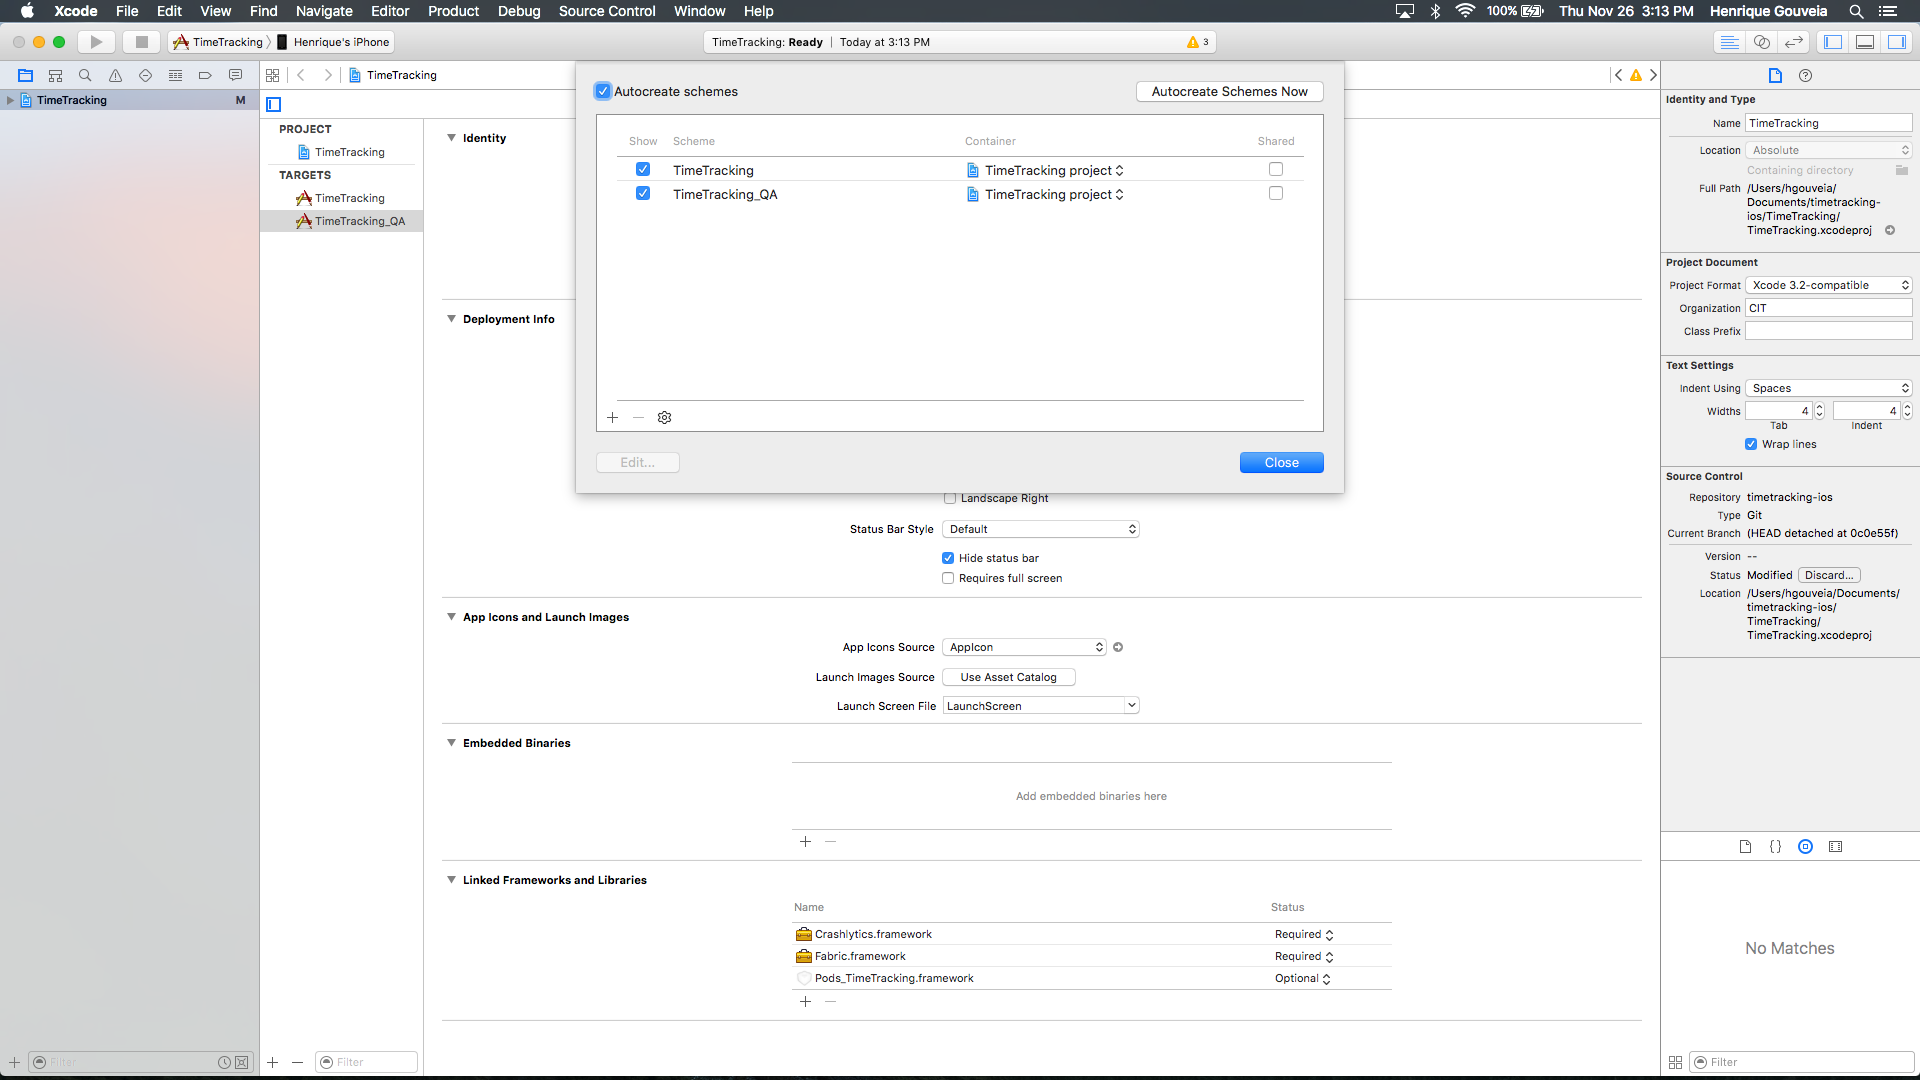 Xcode File Edit View Find Navigate Editor Product Debug Source Control Window Help
100% Thu Nov 26 3:13 PM Henrique Gouveia
TimeTracking Henrique's iPhone
TimeTracking: Ready | Today at 3:13 PM
3
TimeTracking
TimeTracking M
PROJECT
TimeTracking
TARGETS
TimeTracking
TimeTracking_QA
Filter
Filter
Autocreate schemes
Autocreate Schemes Now
Show Scheme Container Shared
TimeTracking TimeTracking project
TimeTracking_QA TimeTracking project
Edit...
Close
Identity
Deployment Info
Landscape Right
Status Bar Style Default
Hide status bar
Requires full screen
App Icons and Launch Images
App Icons Source AppIcon
Launch Images Source Use Asset Catalog
Launch Screen File LaunchScreen
Embedded Binaries
Add embedded binaries here
Linked Frameworks and Libraries
Name Status
Crashlytics.framework Required
Fabric.framework Required
Pods_TimeTracking.framework Optional
Identity and Type
Name TimeTracking
Location Absolute
Containing directory
Full Path /Users/hgouveia/
Documents/timetracking-
ios/TimeTracking/
TimeTracking.xcodeproj
Project Document
Project Format Xcode 3.2-compatible
Organization CIT
Class Prefix
Text Settings
Indent Using Spaces
Widths 4 4
Tab Indent
Wrap lines
Source Control
Repository timetracking-ios
Type Git
Current Branch (HEAD detached at 0c0e55f)
Version --
Status Modified Discard...
Location /Users/hgouveia/Documents/
timetracking-ios/
TimeTracking/
TimeTracking.xcodeproj
{}
No Matches
Filter